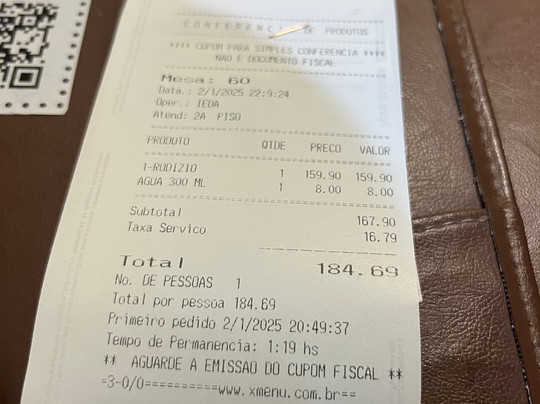 CONFERENC DE PRODUTOS
**** CUPOM PARA SIMPLES CONFERENCIA ****
NAO E DOCUMENTO FISCAL
Mesa: 60
Data.: 2/1/2025 22:9:24
Oper.: IEDA
Atend: 2A PISO
PRODUTO QTDE PRECO VALOR
1-RODIZIO 1 159.90 159.90
AGUA 300 ML 1 8.00 8.00
Subtotal 167.90
Taxa Servico 16.79
Total 184.69
No. DE PESSOAS 1
Total por pessoa 184.69
Primeiro pedido 2/1/2025 20:49:37
Tempo de Permanencia: 1:19 hs
** AGUARDE A EMISSAO DO CUPOM FISCAL **
=3-0/0==========www.xmenu.com.br==